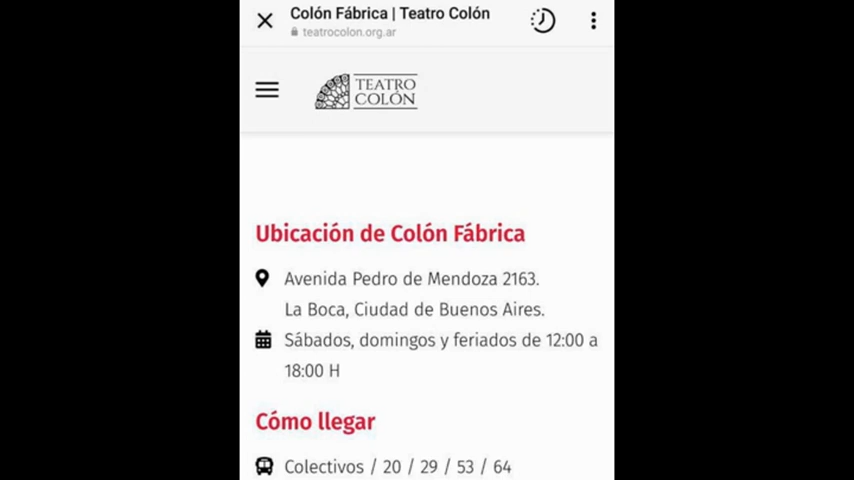 Colón Fábrica | Teatro Colón
teatrocolon.org.ar
TEATRO
COLÓN
Ubicación de Colón Fábrica
Avenida Pedro de Mendoza 2163.
La Boca, Ciudad de Buenos Aires.
Sábados, domingos y feriados de 12:00 a
18:00 H
Cómo llegar
Colectivos / 20 / 29 / 53 / 64